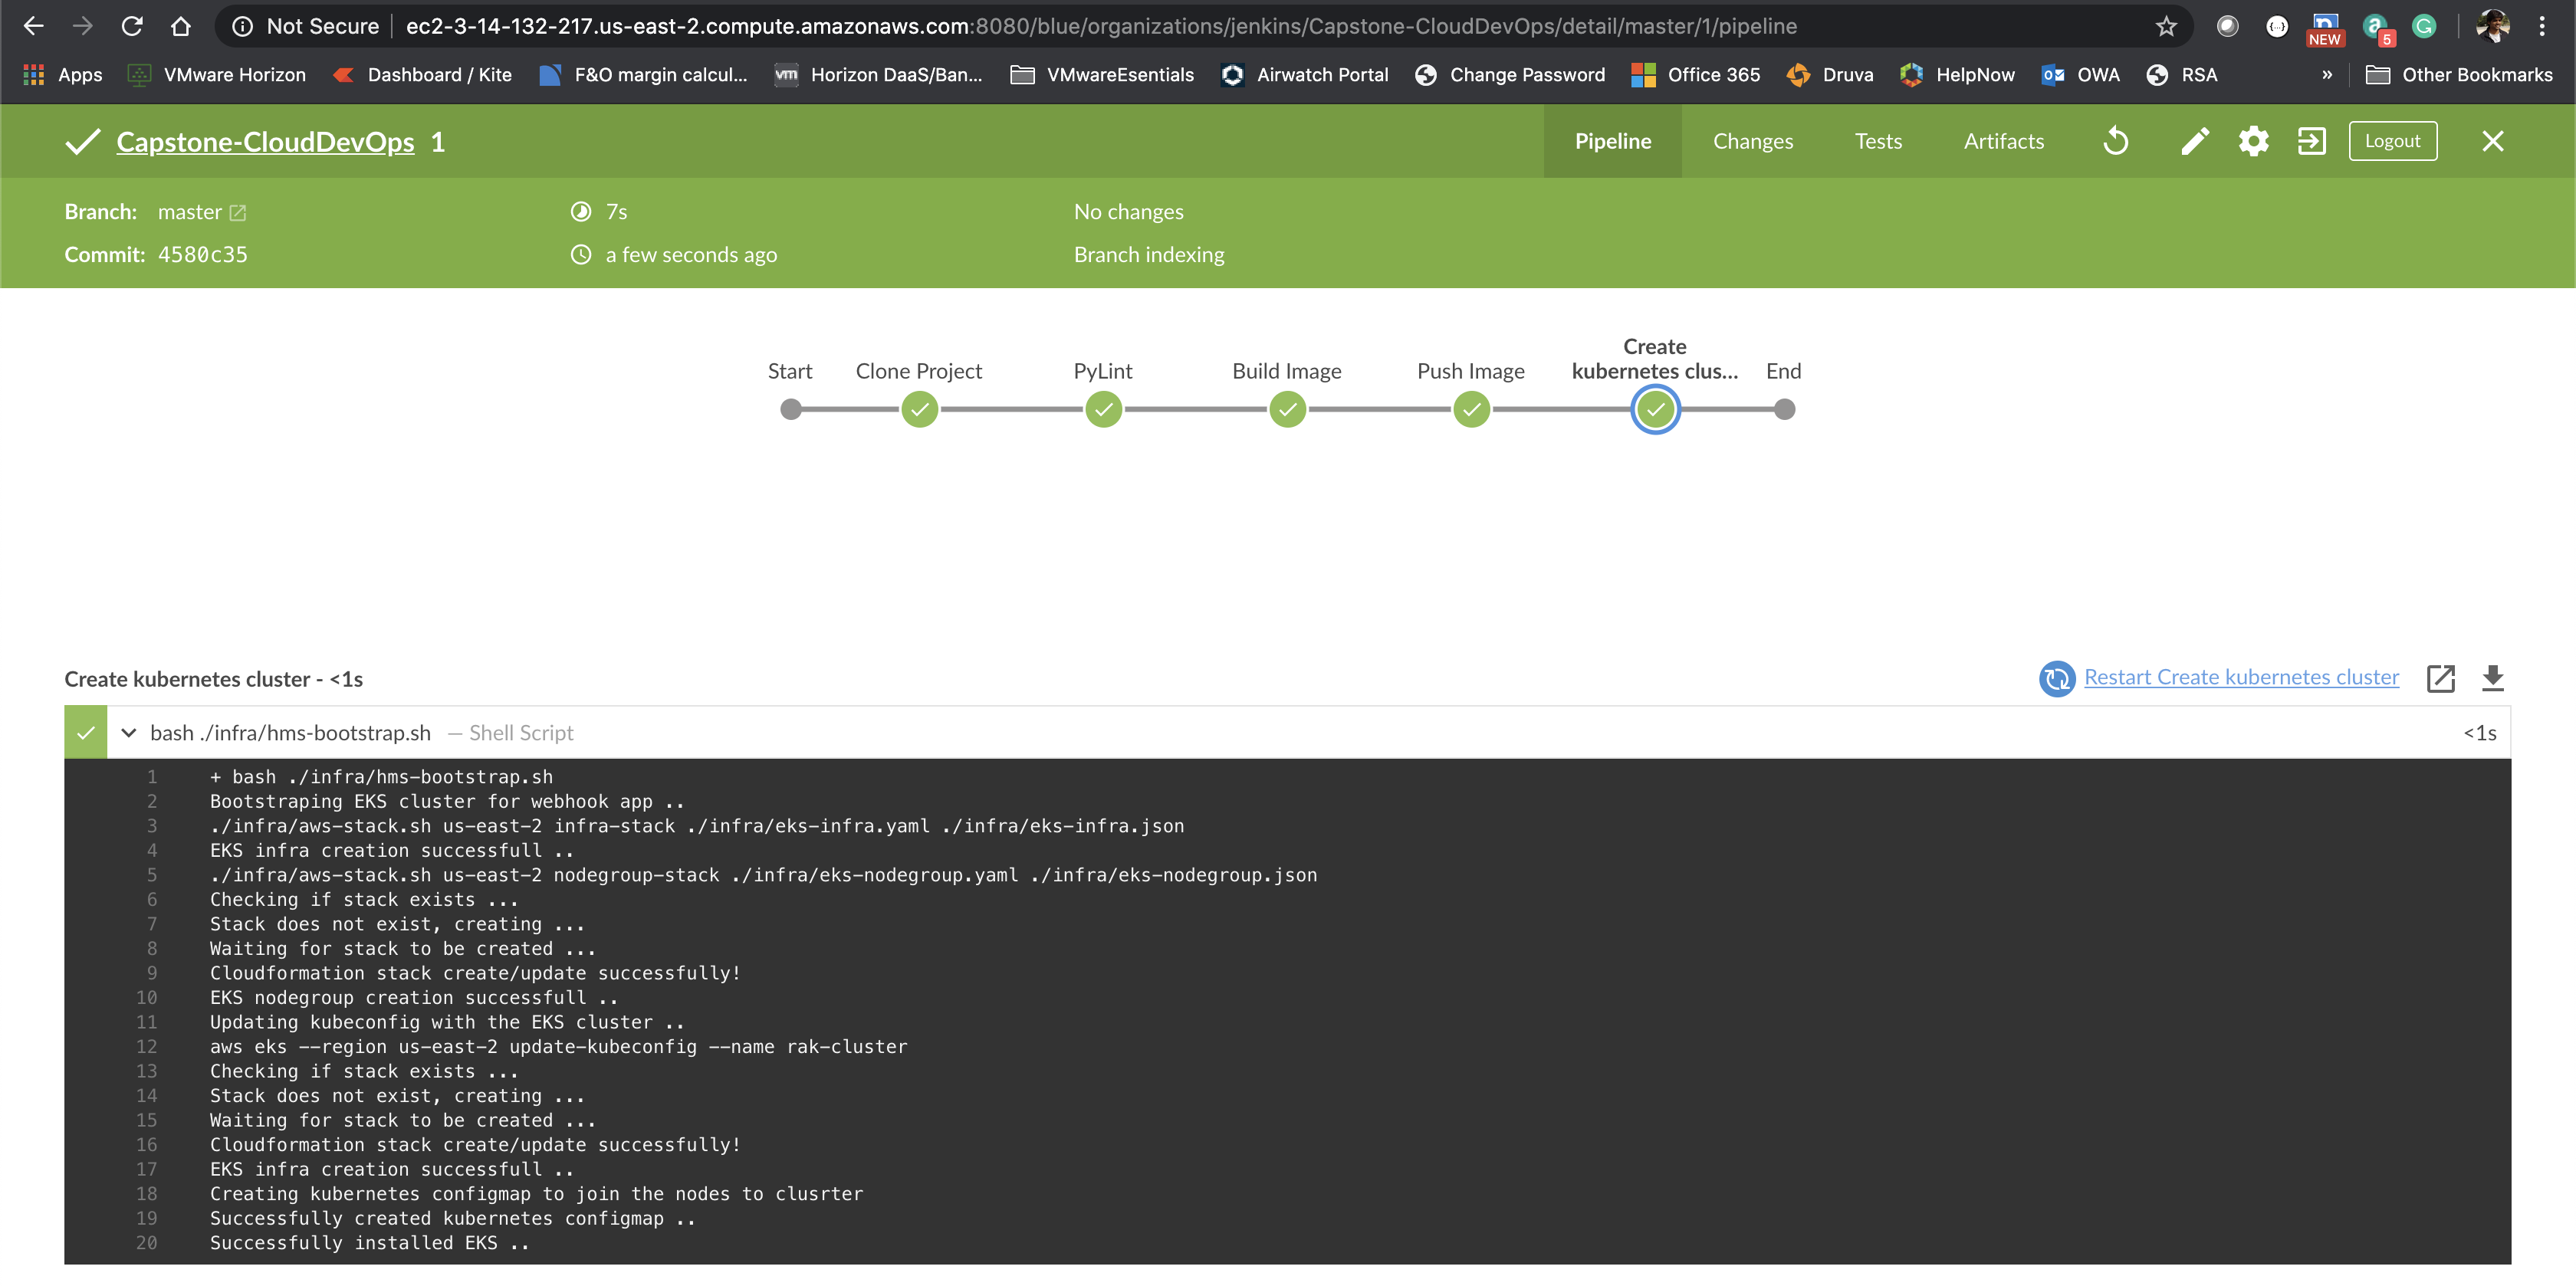 Not Secure ec2-3-14-132-217.us-east-2.compute.amazonaws.com:8080/blue/organizations/jenkins/Capstone-CloudDevOps/detail/master/1/pipeline NEW 5
Apps VMware Horizon Dashboard / Kite F&O margin calcul... vm Horizon DaaS/Ban... VMwareEsentials Airwatch Portal Change Password Office 365 Druva HelpNow OWA RSA » Other Bookmarks
Capstone-CloudDevOps 1 Pipeline Changes Tests Artifacts Logout
Branch: master 7s No changes
Commit: 4580c35 a few seconds ago Branch indexing
Start Clone Project PyLint Build Image Push Image Create kubernetes clus... End
Create kubernetes cluster - <1s Restart Create kubernetes cluster
bash ./infra/hms-bootstrap.sh — Shell Script <1s
1 + bash ./infra/hms-bootstrap.sh
2 Bootstraping EKS cluster for webhook app ..
3 ./infra/aws-stack.sh us-east-2 infra-stack ./infra/eks-infra.yaml ./infra/eks-infra.json
4 EKS infra creation successfull ..
5 ./infra/aws-stack.sh us-east-2 nodegroup-stack ./infra/eks-nodegroup.yaml ./infra/eks-nodegroup.json
6 Checking if stack exists ...
7 Stack does not exist, creating ...
8 Waiting for stack to be created ...
9 Cloudformation stack create/update successfully!
10 EKS nodegroup creation successfull ..
11 Updating kubeconfig with the EKS cluster ..
12 aws eks --region us-east-2 update-kubeconfig --name rak-cluster
13 Checking if stack exists ...
14 Stack does not exist, creating ...
15 Waiting for stack to be created ...
16 Cloudformation stack create/update successfully!
17 EKS infra creation successfull ..
18 Creating kubernetes configmap to join the nodes to clusrter
19 Successfully created kubernetes configmap ..
20 Successfully installed EKS ..